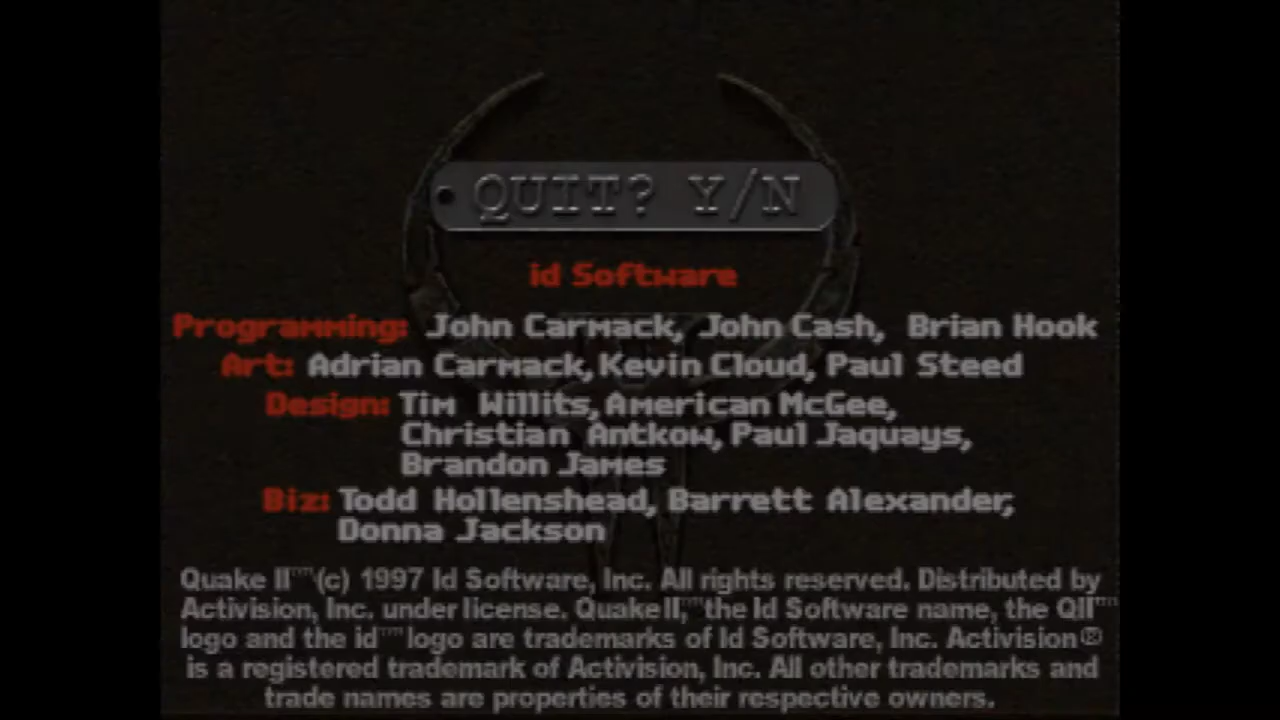 QUIT? Y/N
id Software
Programming: John Carmack, John Cash, Brian Hook
Art: Adrian Carmack, Kevin Cloud, Paul Steed
Design: Tim Willits, American McGee,
Christian Antkow, Paul Jaquays,
Brandon James
Biz: Todd Hollenshead, Barrett Alexander,
Donna Jackson
Quake II™ (c) 1997 Id Software, Inc. All rights reserved. Distributed by
Activision, Inc. under license. Quake II,™ the Id Software name, the QII™
logo and the id™ logo are trademarks of Id Software, Inc. Activision®
is a registered trademark of Activision, Inc. All other trademarks and
trade names are properties of their respective owners.